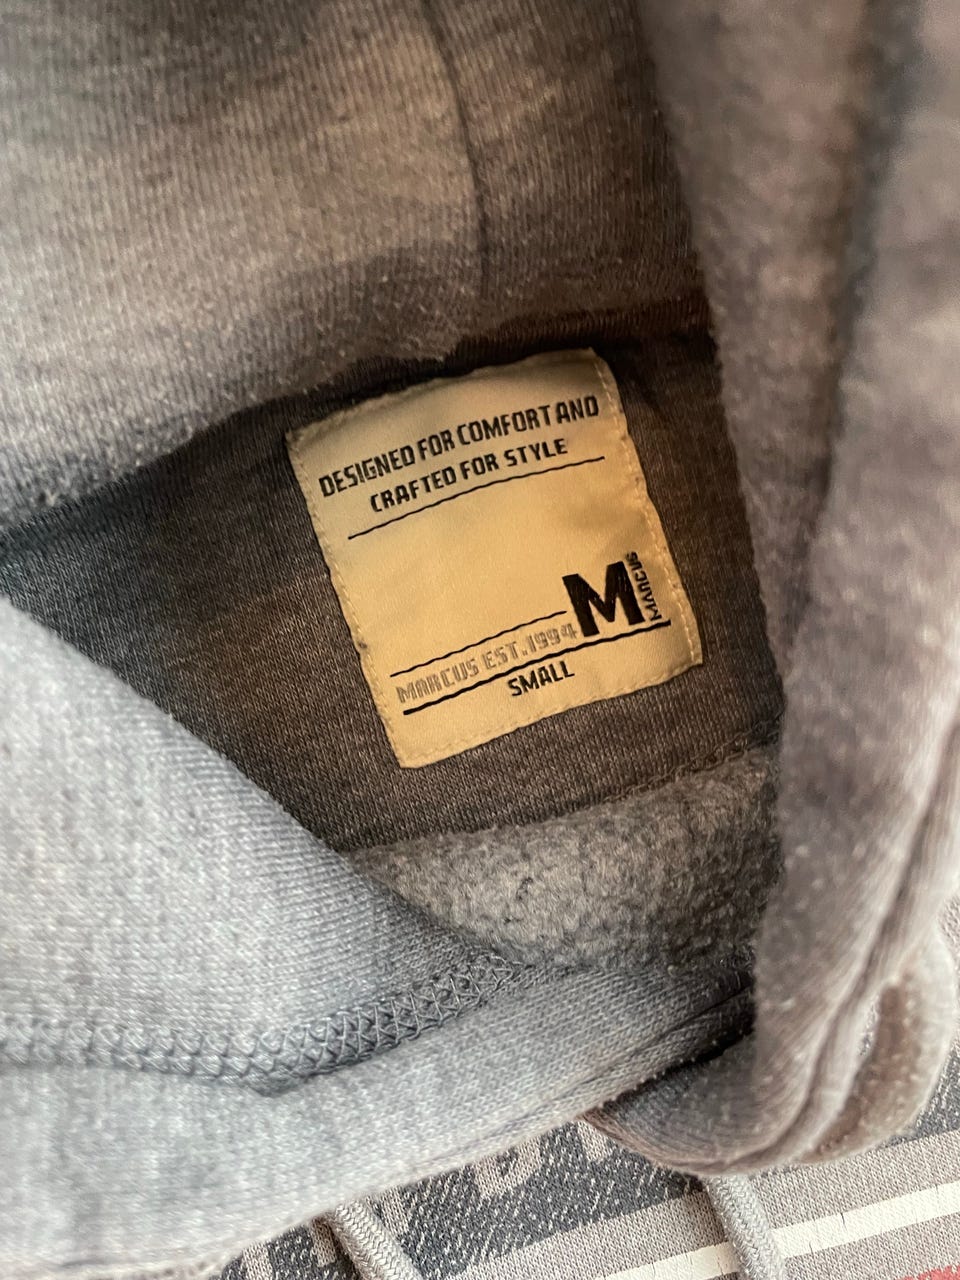 DESIGNED FOR COMFORT AND
CRAFTED FOR STYLE
M
MARCUS
MARCUS EST.1994
SMALL